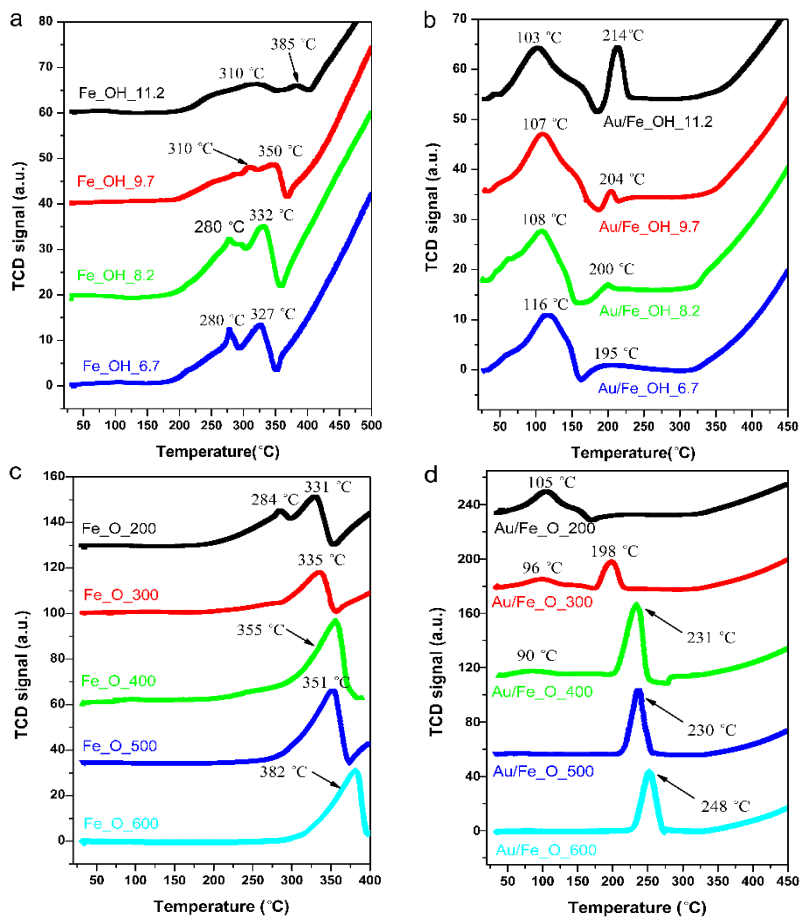 a
TCD signal (a.u.)
80
70
60
50
40
30
20
10
0
310 ℃
385 ℃
Fe_OH_11.2
310 ℃
350 ℃
Fe_OH_9.7
280 ℃
332 ℃
Fe_OH_8.2
280 ℃
327 ℃
Fe_OH_6.7
50 100 150 200 250 300 350 400 450 500
Temperature(°C)
b
TCD signal (a.u.)
70
60
50
40
30
20
10
0
103 ℃
214℃
Au/Fe_OH_11.2
107 ℃
204 ℃
Au/Fe_OH_9.7
108 ℃
200 ℃
Au/Fe_OH_8.2
116 ℃
195 ℃
Au/Fe_OH_6.7
50 100 150 200 250 300 350 400 450
Temperature(°C)
c
TCD signal (a.u.)
160
140
120
100
80
60
40
20
0
331 ℃
284 ℃
Fe_O_200
335 ℃
Fe_O_300
355 ℃
Fe_O_400
351 ℃
Fe_O_500
382 ℃
Fe_O_600
50 100 150 200 250 300 350 400
Temperature (°C)
d
TCD signal (a.u.)
240
200
160
120
80
40
0
105 ℃
Au/Fe_O_200
96 ℃
198 ℃
Au/Fe_O_300
231 ℃
90 ℃
Au/Fe_O_400
230 ℃
Au/Fe_O_500
248 ℃
Au/Fe_O_600
50 100 150 200 250 300 350 400 450
Temperature (°C)